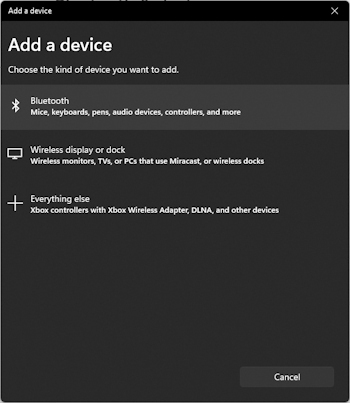 Add a device
Add a device
Choose the kind of device you want to add.
Bluetooth
Mice, keyboards, pens, audio devices, controllers, and more
Wireless display or dock
Wireless monitors, TVs, or PCs that use Miracast, or wireless docks
Everything else
Xbox controllers with Xbox Wireless Adapter, DLNA, and other devices
Cancel